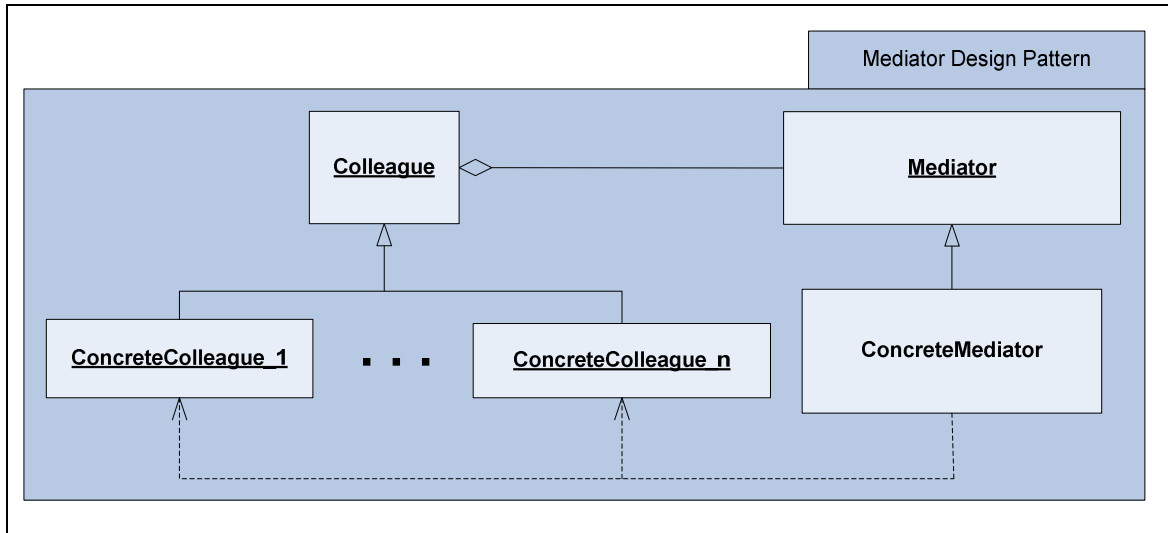 Mediator Design Pattern
Colleague
Mediator
ConcreteColleague_1
. . .
ConcreteColleague_n
ConcreteMediator